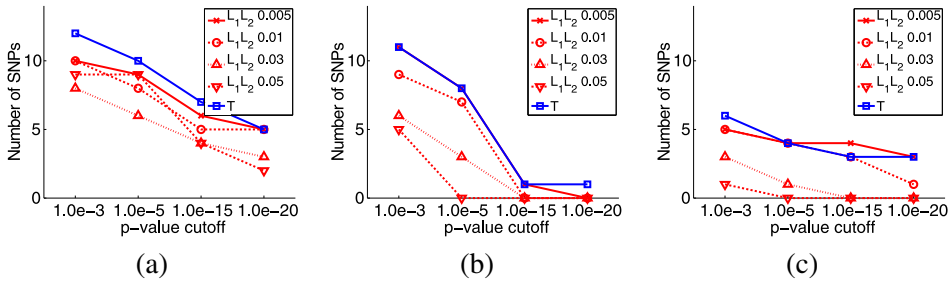 Number of SNPs
10
5
0
L₁L₂ 0.005
L₁L₂ 0.01
L₁L₂ 0.03
L₁L₂ 0.05
T
1.0e−3 1.0e−5 1.0e−15 1.0e−20
p−value cutoff
(a)
Number of SNPs
10
5
0
L₁L₂ 0.005
L₁L₂ 0.01
L₁L₂ 0.03
L₁L₂ 0.05
T
1.0e−3 1.0e−5 1.0e−15 1.0e−20
p−value cutoff
(b)
Number of SNPs
10
5
0
L₁L₂ 0.005
L₁L₂ 0.01
L₁L₂ 0.03
L₁L₂ 0.05
T
1.0e−3 1.0e−5 1.0e−15 1.0e−20
p−value cutoff
(c)